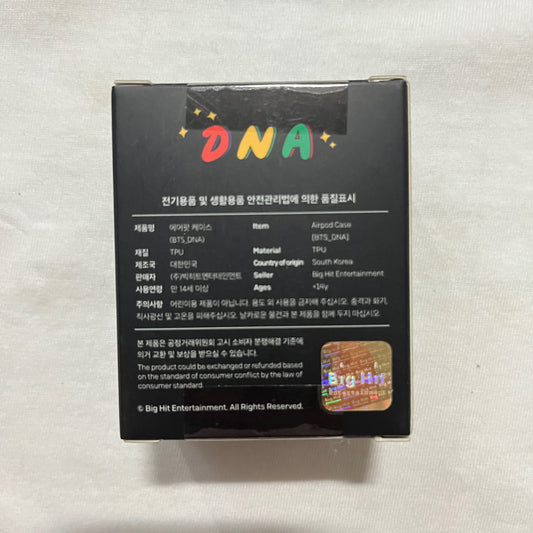 DNA
전기용품 및 생활용품 안전관리법에 의한 품질표시
제품명 에어팟 케이스 Item Airpod Case
(BTS_DNA) [BTS_DNA]
재질 TPU Material TPU
제조국 대한민국 Country of origin South Korea
판매자 (주)빅히트엔터테인먼트 Seller Big Hit Entertainment
사용연령 만 14세 이상 Ages +14y
주의사항 어린이용 제품이 아닙니다. 용도 외 사용을 금지해 주십시오. 충격과 화기,
직사광선 및 고온을 피해주십시오. 날카로운 물건과 본 제품을 함께 두지 마십시오.
본 제품은 공정거래위원회 고시 소비자 분쟁해결 기준에
의거 교환 및 보상을 받으실 수 있습니다.
The product could be exchanged or refunded based
on the standard of consumer conflict by the law of
consumer standard.
Big Hit
Entertainment
© Big Hit Entertainment. All Rights Reserved.